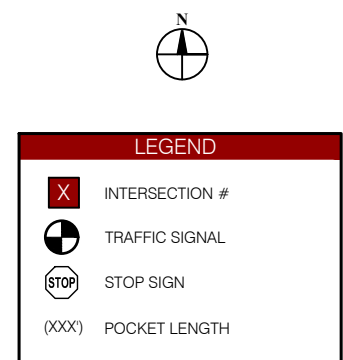 N
LEGEND
X INTERSECTION #
TRAFFIC SIGNAL
STOP STOP SIGN
(XXX') POCKET LENGTH